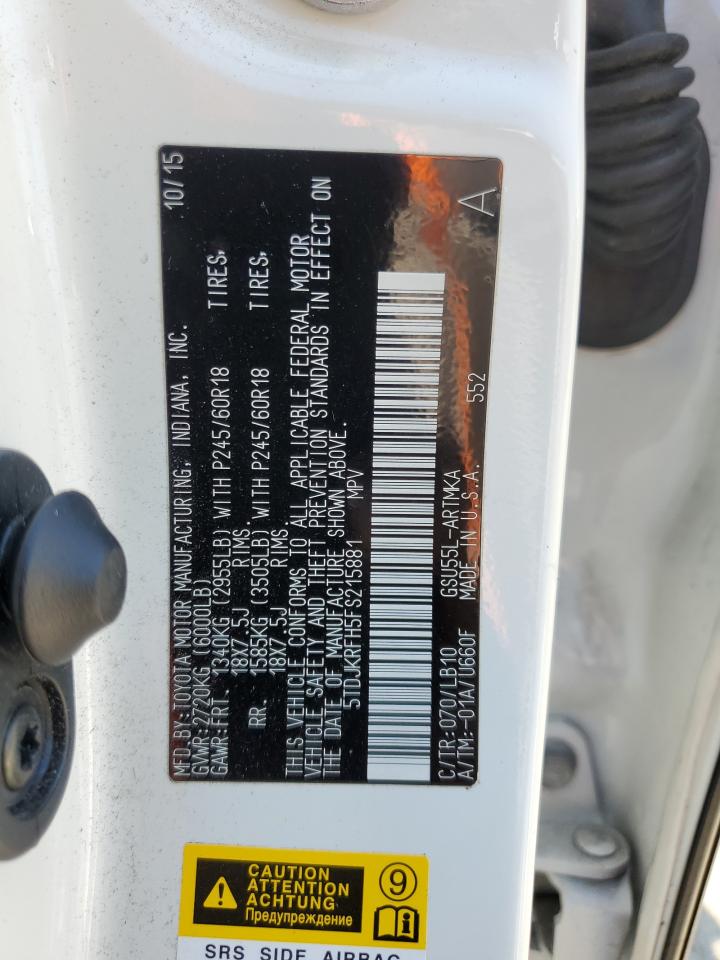 MFD.BY:TOYOTA MOTOR MANUFACTURING, INDIANA, INC. 10/15
GVWR:2720KG (6000LB)
GAWR:FRT. 1340KG (2955LB) WITH P245/60R18 TIRES,
18X7.5J RIMS.
RR. 1585KG (3505LB) WITH P245/60R18 TIRES,
18X7.5J RIMS.
THIS VEHICLE CONFORMS TO ALL APPLICABLE FEDERAL MOTOR
VEHICLE SAFETY AND THEFT PREVENTION STANDARDS IN EFFECT ON
THE DATE OF MANUFACTURE SHOWN ABOVE.
5TDJKRFH5FS215881 MPV
A
C/TR:070/LB10 GSU55L-ARTMKA 552
A/TM:-01A/U660F MADE IN U.S.A.
CAUTION
ATTENTION
ACHTUNG
Предупреждение
9
SRS SIDE AIRBAG